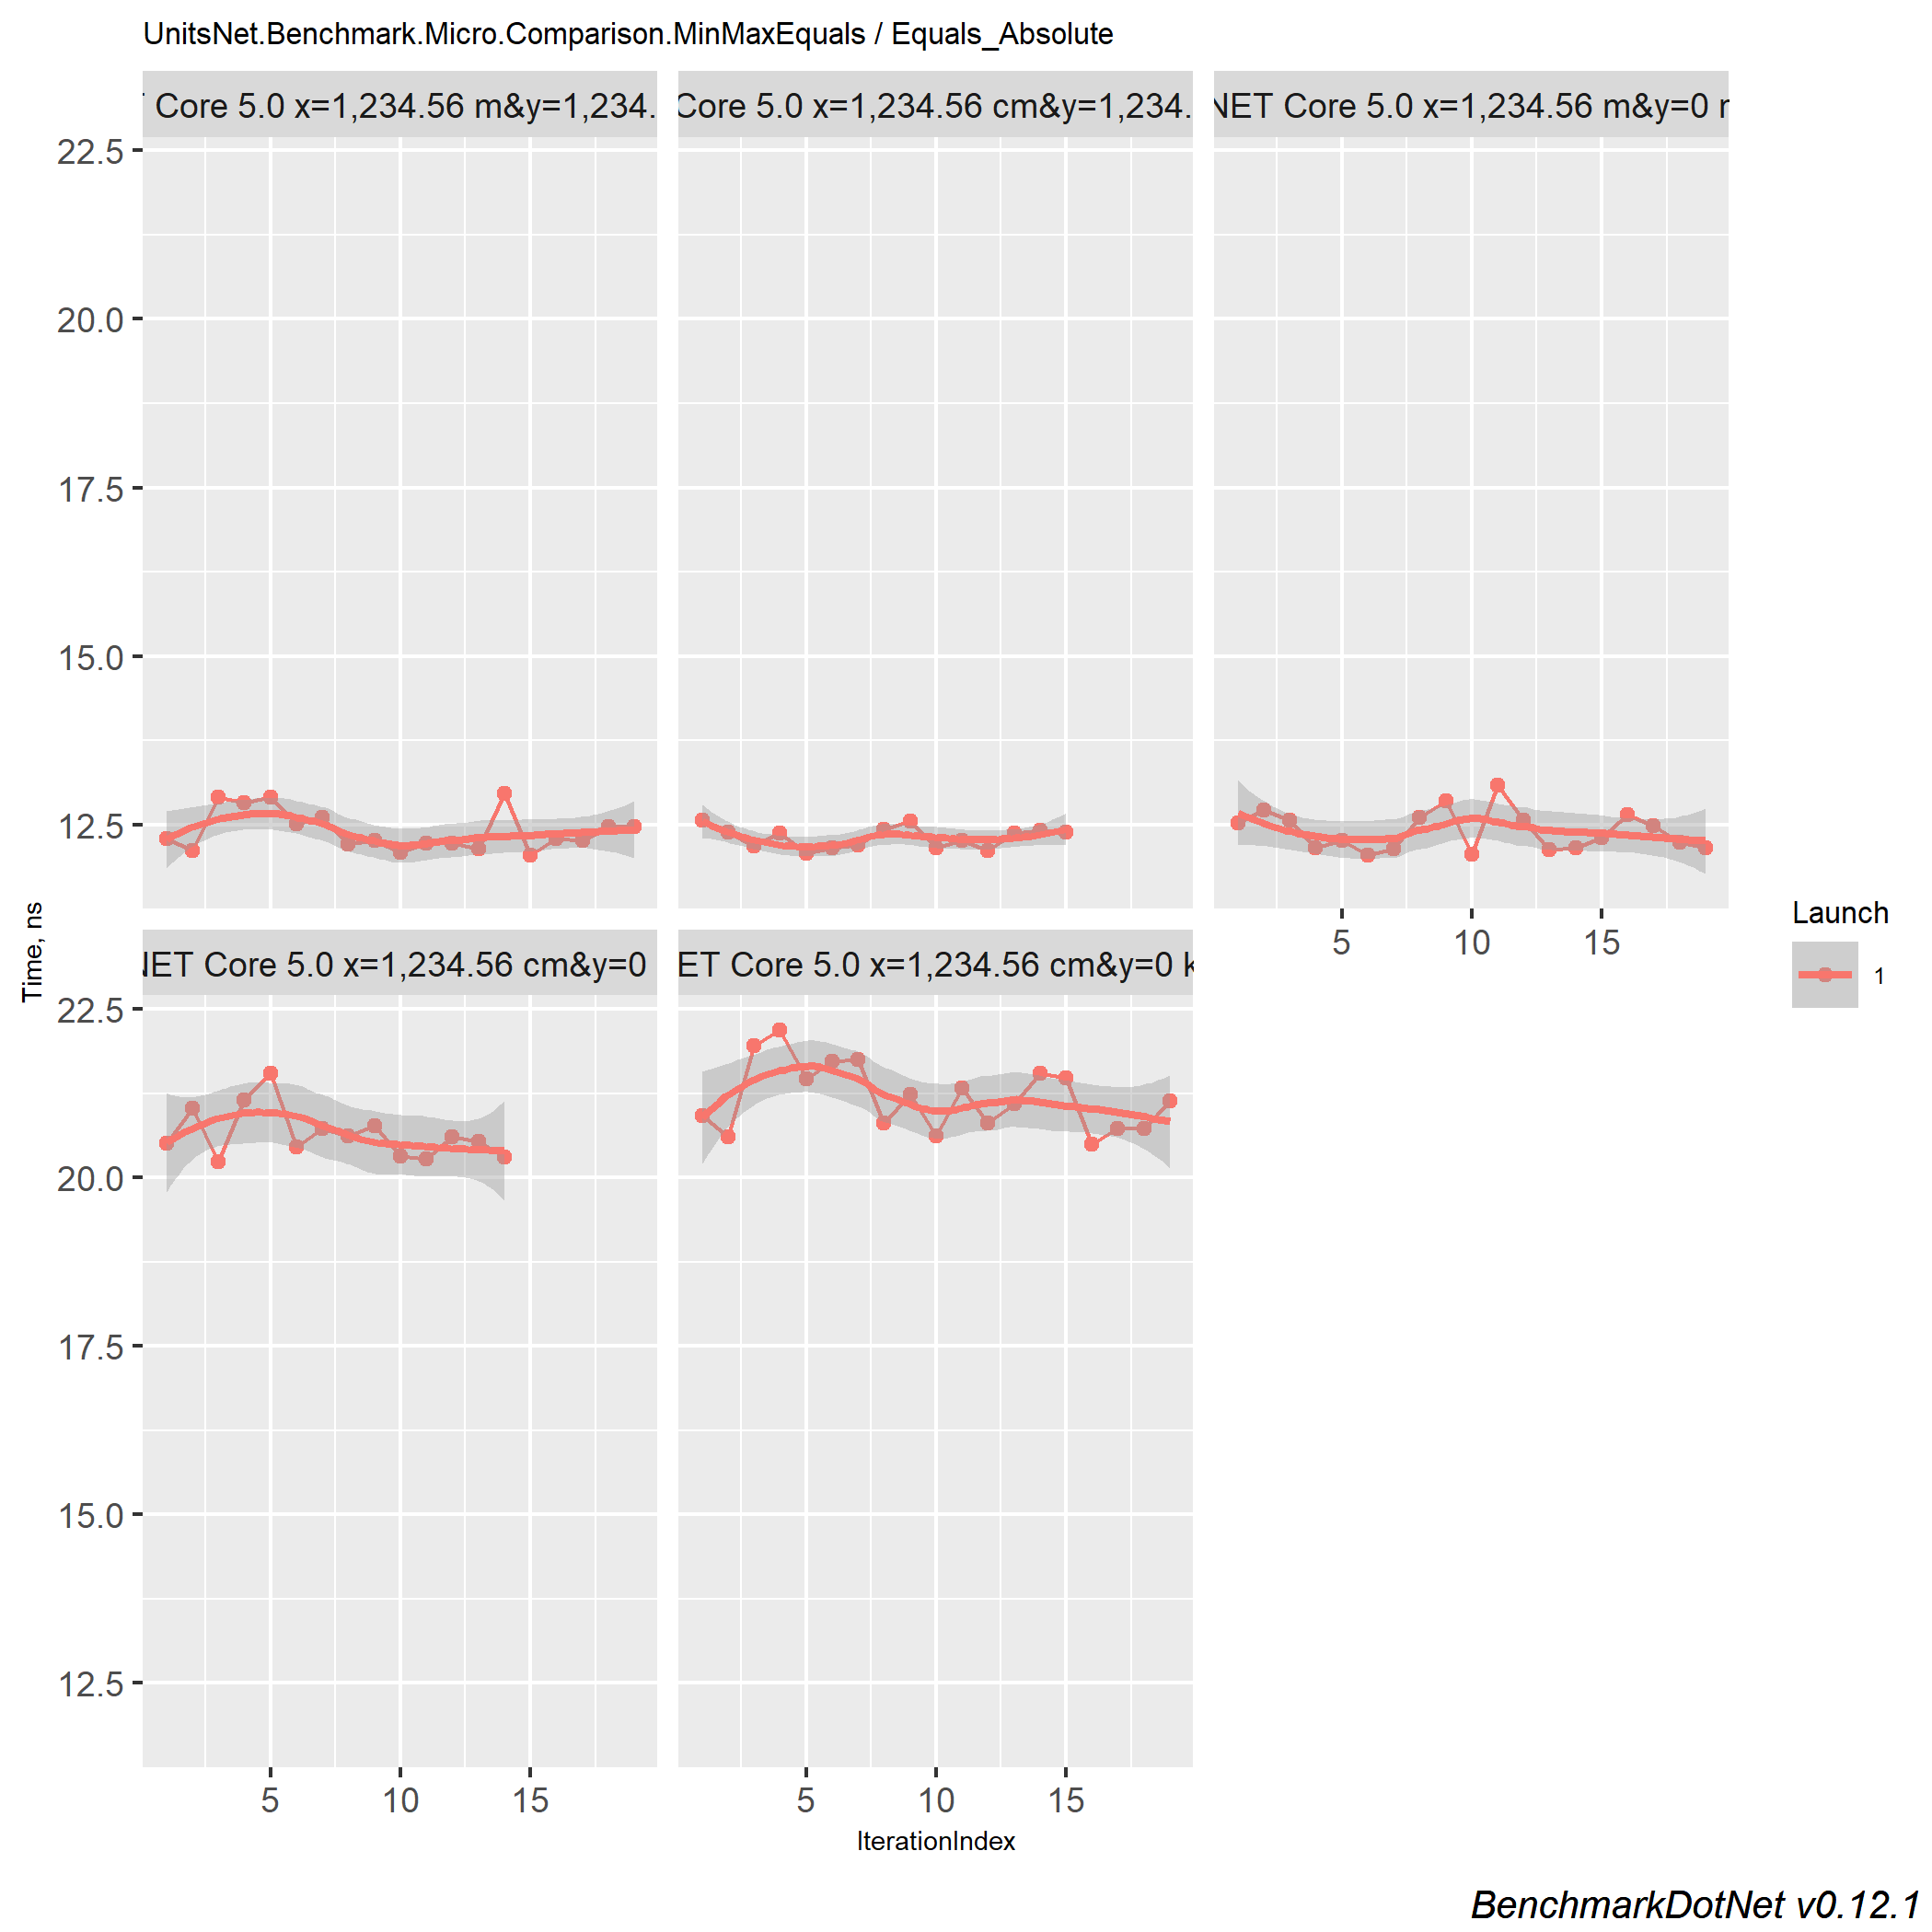 UnitsNet.Benchmark.Micro.Comparison.MinMaxEquals / Equals_Absolute
Core 5.0 x=1,234.56 m&y=1,234.
Core 5.0 x=1,234.56 cm&y=1,234.
NET Core 5.0 x=1,234.56 m&y=0
22.5
20.0
17.5
15.0
12.5
5 10 15
NET Core 5.0 x=1,234.56 cm&y=0
ET Core 5.0 x=1,234.56 cm&y=0 k
22.5
20.0
17.5
15.0
12.5
5 10 15
5 10 15
Time, ns
IterationIndex
Launch
1
BenchmarkDotNet v0.12.1